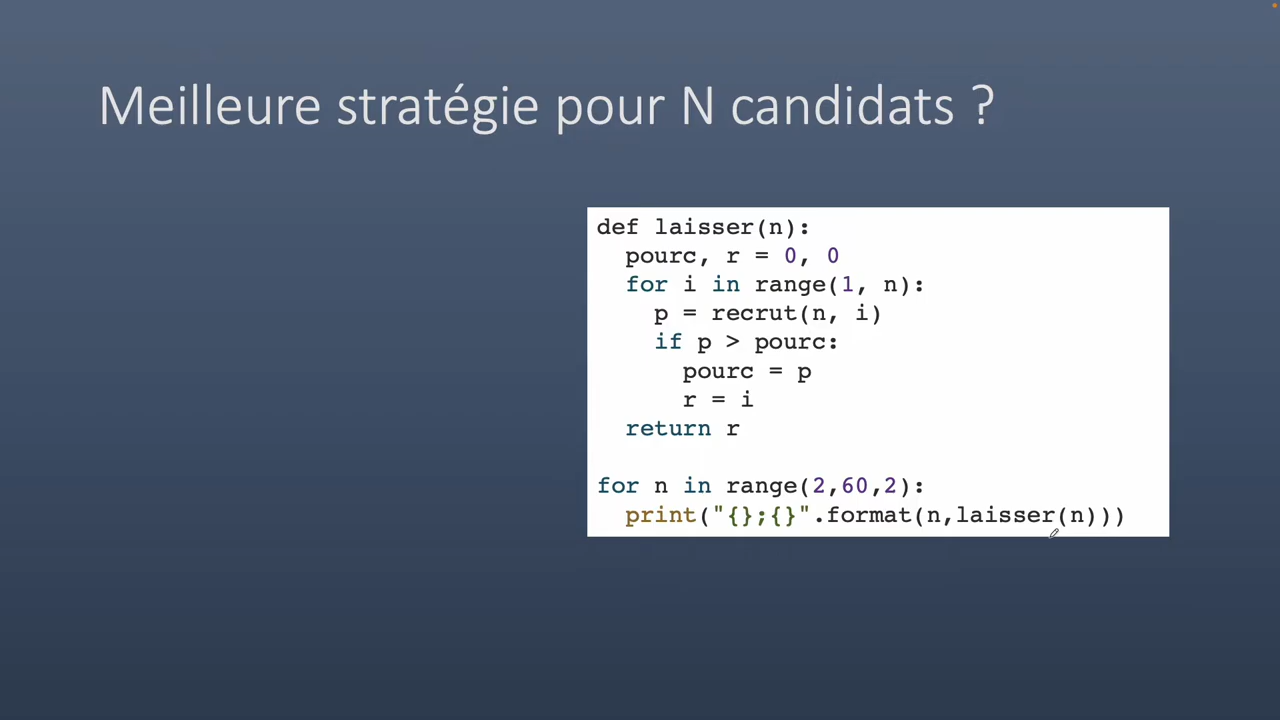 Meilleure stratégie pour N candidats ?
def laisser(n):
  pourc, r = 0, 0
  for i in range(1, n):
    p = recrut(n, i)
    if p > pourc:
      pourc = p
      r = i
  return r
for n in range(2,60,2):
  print("{};{}".format(n,laisser(n)))